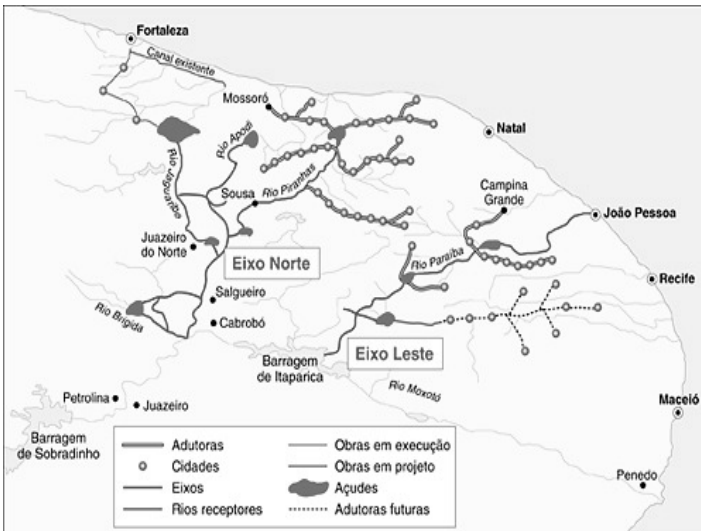 Fortaleza
Canal existente
Mossoró
Natal
Rio Apodi
Rio Jaguaribe
Rio Piranhas
Sousa
Campina
Grande
João Pessoa
Juazeiro
do Norte
Eixo Norte
Rio Paraíba
Recife
Salgueiro
Rio Brigida
Cabrobó
Eixo Leste
Barragem
de Itaparica
Rio Moxotó
Petrolina
Juazeiro
Maceió
Barragem
de Sobradinho
Penedo
Adutoras
Cidades
Eixos
Rios receptores
Obras em execução
Obras em projeto
Açudes
Adutoras futuras